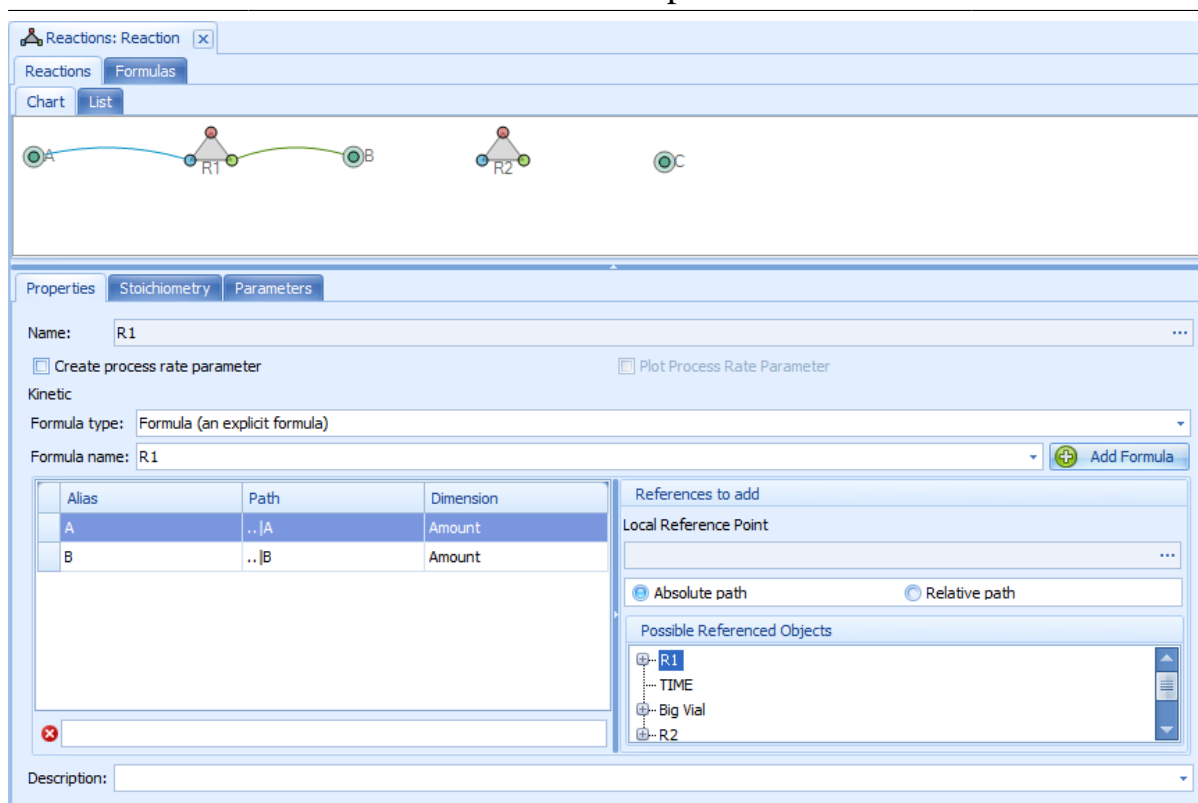 Reactions: Reaction
Reactions Formulas
Chart List
A R1 B R2 C
Properties Stoichiometry Parameters
Name: R1 ...
Create process rate parameter Plot Process Rate Parameter
Kinetic
Formula type: Formula (an explicit formula)
Formula name: R1 Add Formula
Alias Path Dimension References to add
A ..|A Amount Local Reference Point
B ..|B Amount ...
Absolute path Relative path
Possible Referenced Objects
R1
TIME
Big Vial
R2
Description: